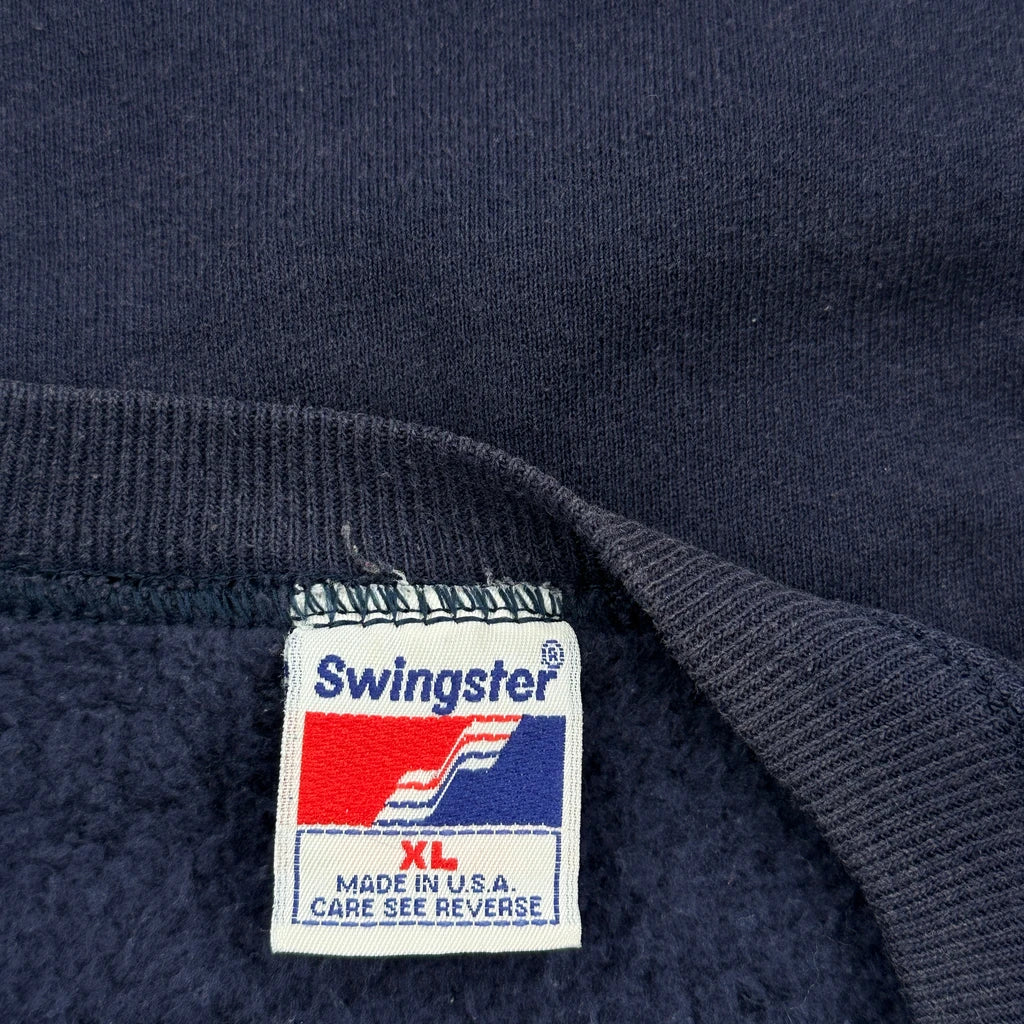 Swingster®
XL
MADE IN U.S.A.
CARE SEE REVERSE